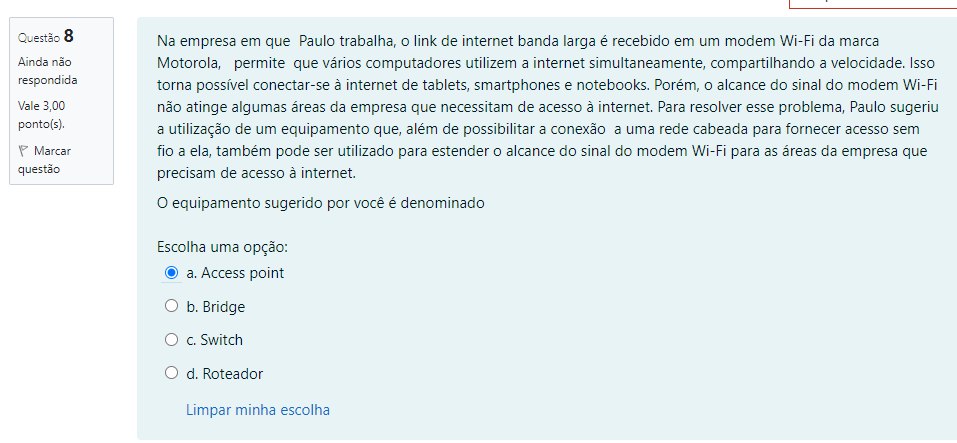 Questão 8
Ainda não
respondida
Vale 3,00
ponto(s).
Marcar
questão
Na empresa em que Paulo trabalha, o link de internet banda larga é recebido em um modem Wi-Fi da marca
Motorola, permite que vários computadores utilizem a internet simultaneamente, compartilhando a velocidade. Isso
torna possível conectar-se à internet de tablets, smartphones e notebooks. Porém, o alcance do sinal do modem Wi-Fi
não atinge algumas áreas da empresa que necessitam de acesso à internet. Para resolver esse problema, Paulo sugeriu
a utilização de um equipamento que, além de possibilitar a conexão a uma rede cabeada para fornecer acesso sem
fio a ela, também pode ser utilizado para estender o alcance do sinal do modem Wi-Fi para as áreas da empresa que
precisam de acesso à internet.
O equipamento sugerido por você é denominado
Escolha uma opção:
a. Access point
b. Bridge
c. Switch
d. Roteador
Limpar minha escolha